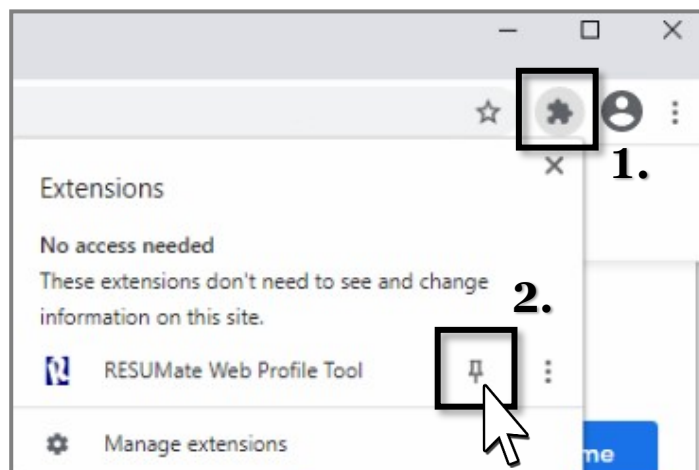 1.
Extensions
No access needed
These extensions don't need to see and change
information on this site.
2.
RESUMate Web Profile Tool
Manage extensions
me